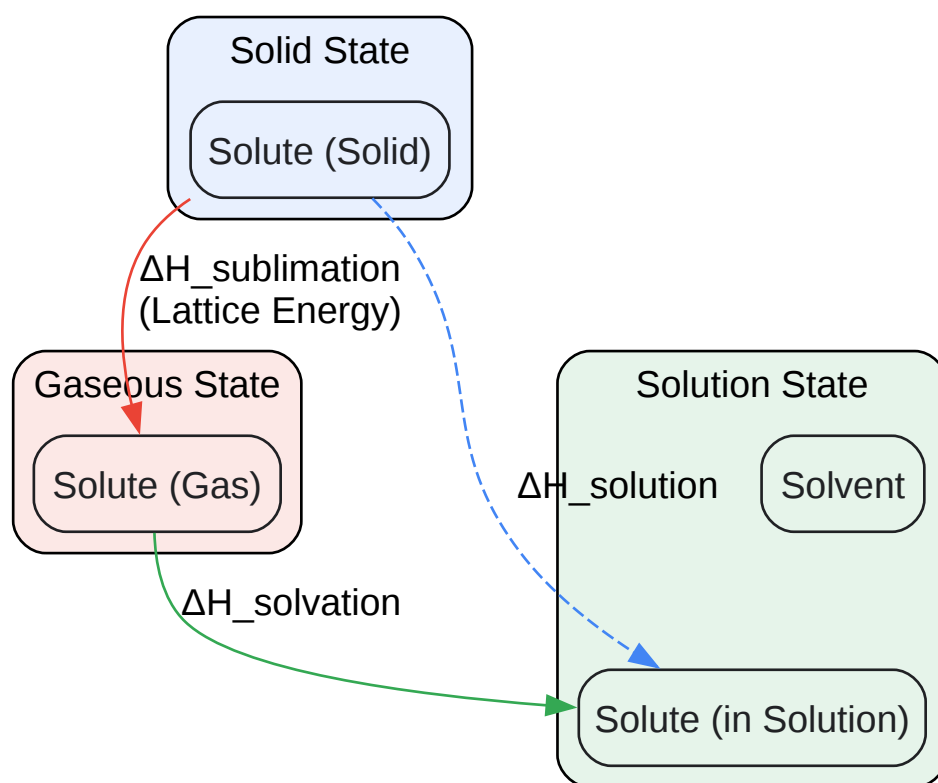 Solid State
Solute (Solid)
ΔH_sublimation
(Lattice Energy)
Gaseous State
Solute (Gas)
Solution State
ΔH_solution
Solvent
ΔH_solvation
Solute (in Solution)